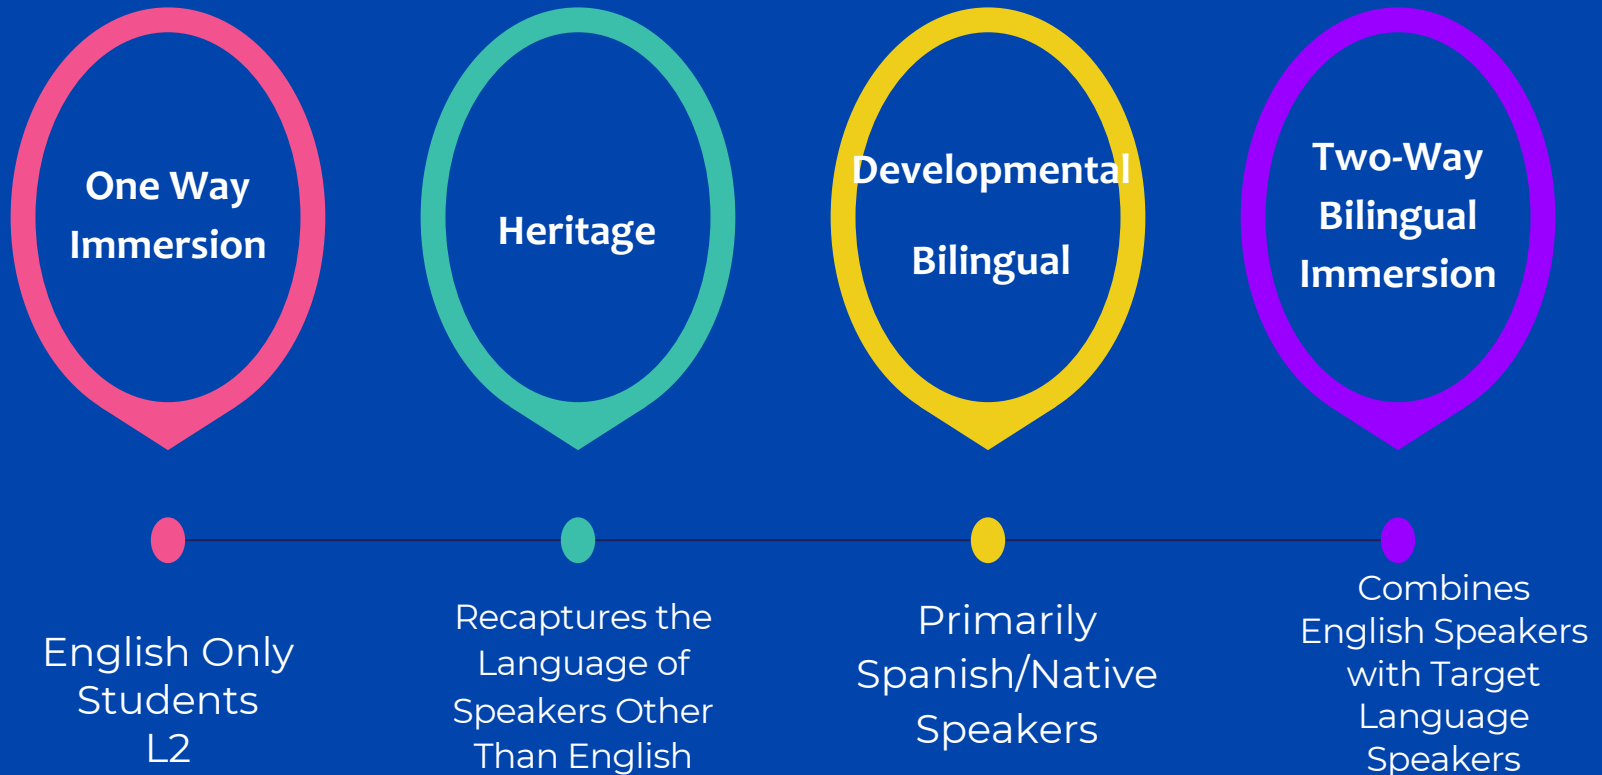 One Way
Immersion
Heritage
Developmental
Bilingual
Two-Way
Bilingual
Immersion
English Only
Students
L2
Recaptures the
Language of
Speakers Other
Than English
Primarily
Spanish/Native
Speakers
Combines
English Speakers
with Target
Language
Speakers